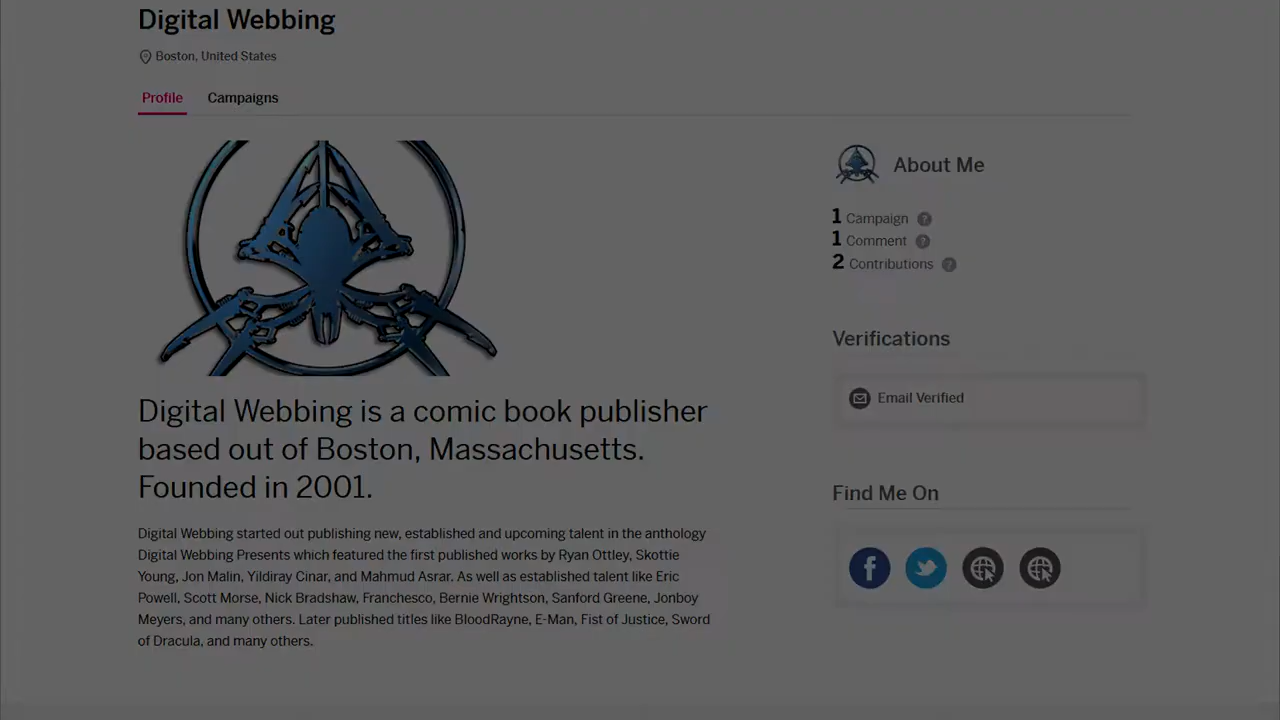 Digital Webbing
Boston, United States
Profile
Campaigns
About Me
1 Campaign ?
1 Comment ?
2 Contributions ?
Verifications
Email Verified
Find Me On
f
Digital Webbing is a comic book publisher
based out of Boston, Massachusetts.
Founded in 2001.
Digital Webbing started out publishing new, established and upcoming talent in the anthology
Digital Webbing Presents which featured the first published works by Ryan Ottley, Skottie
Young, Jon Malin, Yildiray Cinar, and Mahmud Asrar. As well as established talent like Eric
Powell, Scott Morse, Nick Bradshaw, Franchesco, Bernie Wrightson, Sanford Greene, Jonboy
Meyers, and many others. Later published titles like BloodRayne, E-Man, Fist of Justice, Sword
of Dracula, and many others.